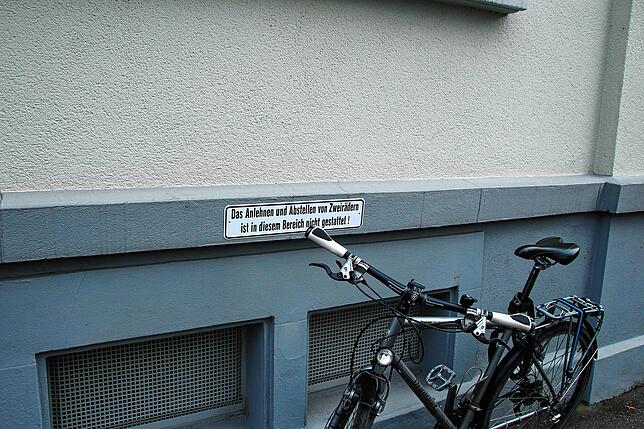 Das Anlehnen und Abstellen von Zweirädern
ist in diesem Bereich nicht gestattet !